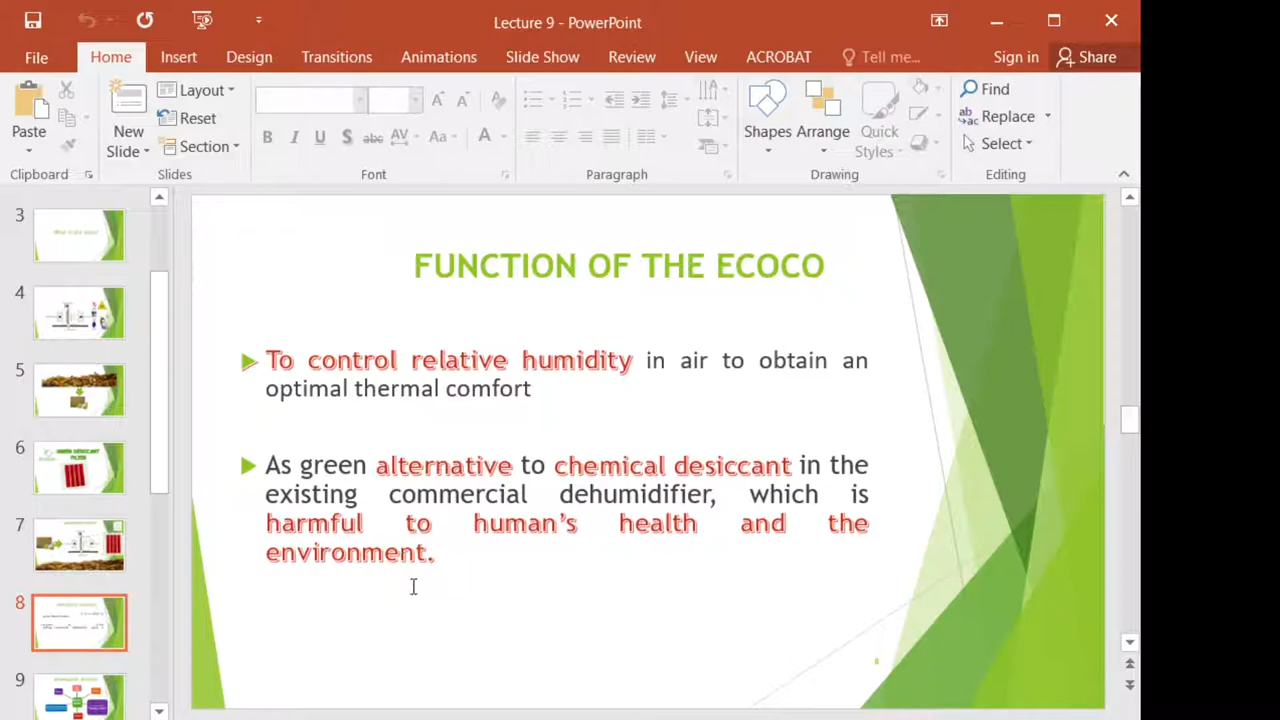 Lecture 9 - PowerPoint
File Home Insert Design Transitions Animations Slide Show Review View ACROBAT Tell me... Sign in Share
Paste
New
Slide
Layout
Reset
Section
B I U S abc AV Aa A
Shapes Arrange Quick
Styles
Find
Replace
Select
Clipboard Slides Font Paragraph Drawing Editing
3
4
5
6
7
8
9
FUNCTION OF THE ECOCO
To control relative humidity in air to obtain an
optimal thermal comfort
As green alternative to chemical desiccant in the
existing commercial dehumidifier, which is
harmful to human's health and the
environment.
8